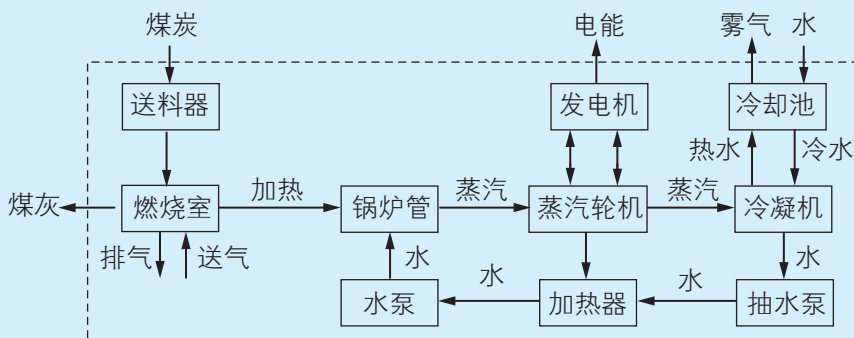 煤炭
电能
雾气
水
送料器
发电机
冷却池
热水
冷水
煤灰
燃烧室
加热
锅炉管
蒸汽
蒸汽轮机
蒸汽
冷凝机
排气
送气
水
水
水泵
水
加热器
水
抽水泵